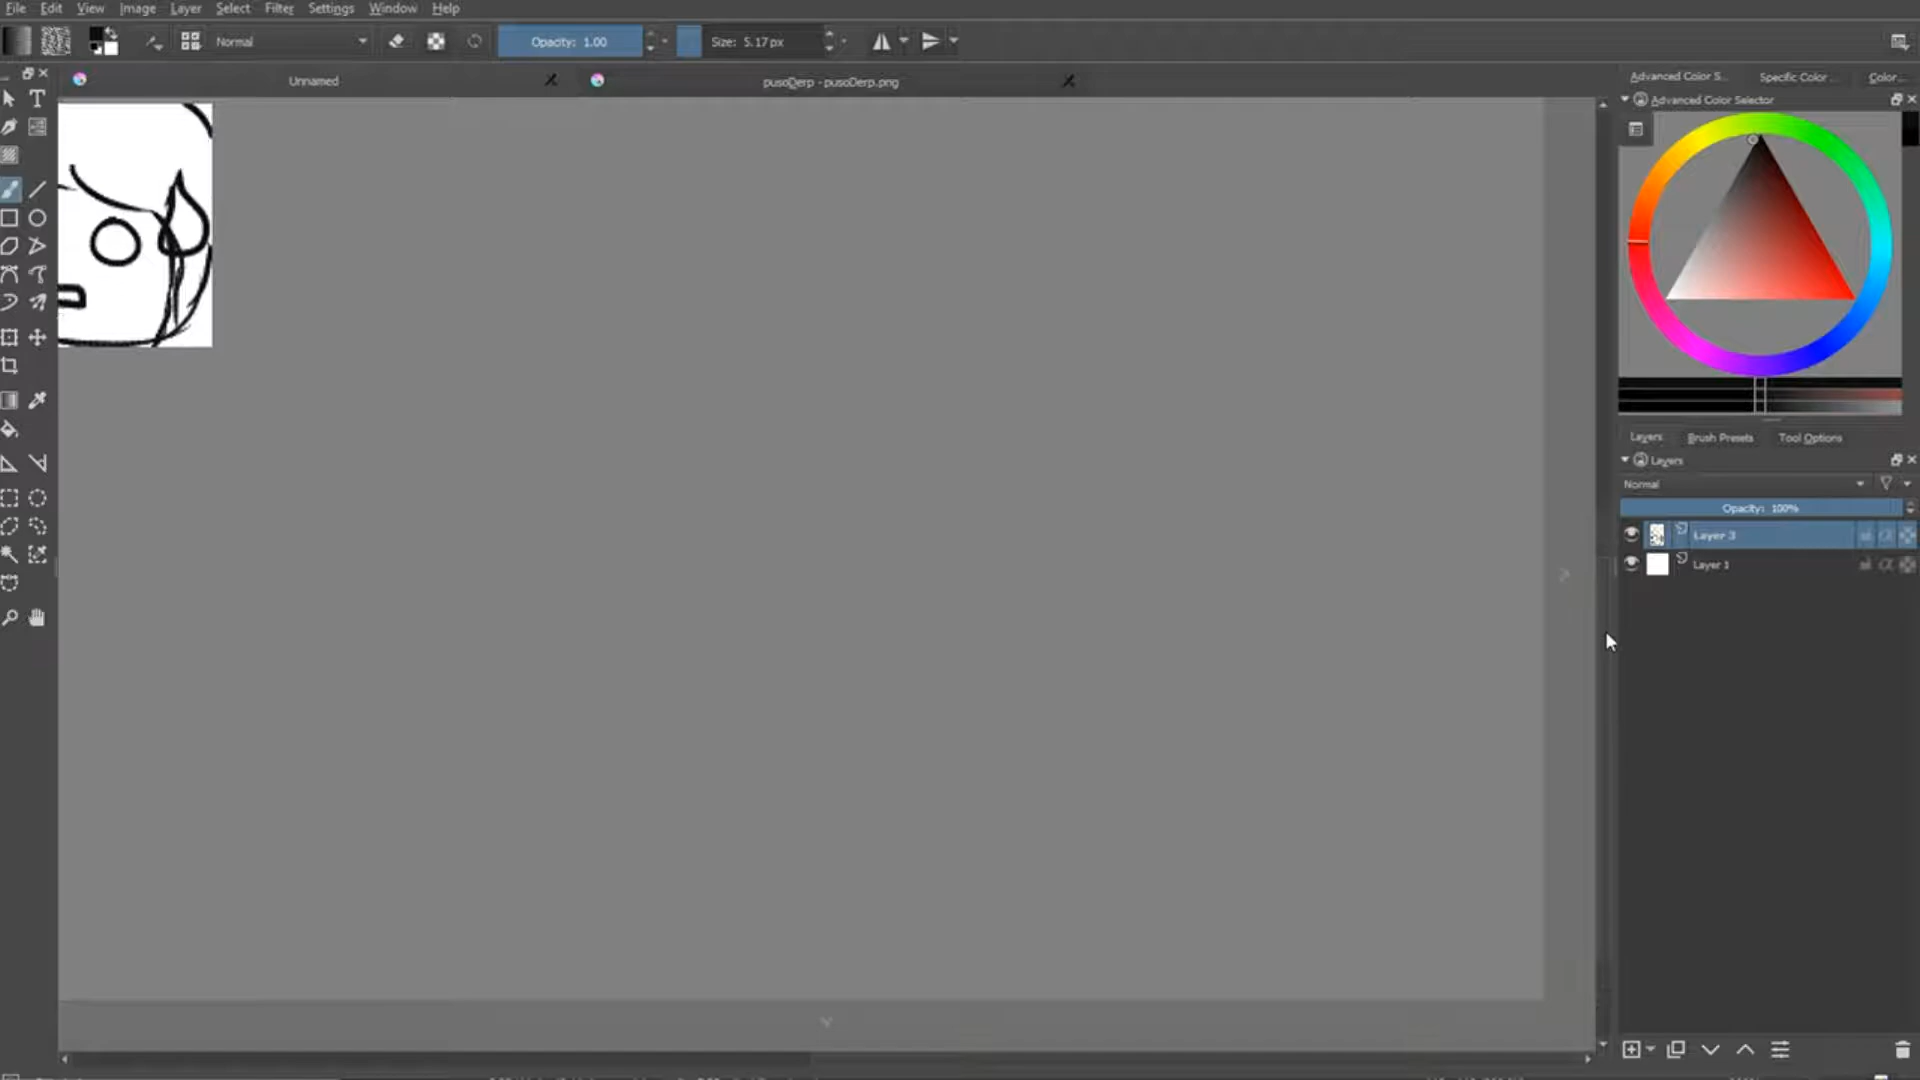 File Edit View Image Layer Select Filter Settings Window Help
Normal Opacity: 1.00 Size: 5.17 px
Unnamed pusoDerp - pusoDerp.png
Advanced Color S... Specific Color ... Color...
Advanced Color Selector
Layers Brush Presets Tool Options
Layers
Normal
Opacity: 100%
Layer 3
Layer 1